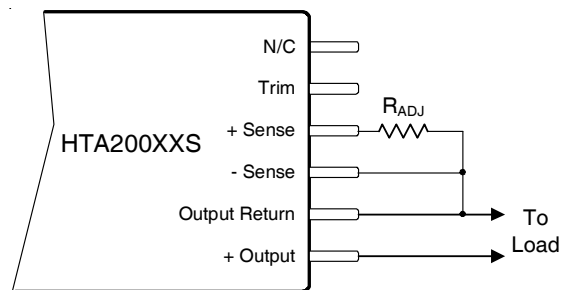 N/C
Trim
R_ADJ
+ Sense
HTA200XXS
- Sense
Output Return
To
Load
+ Output